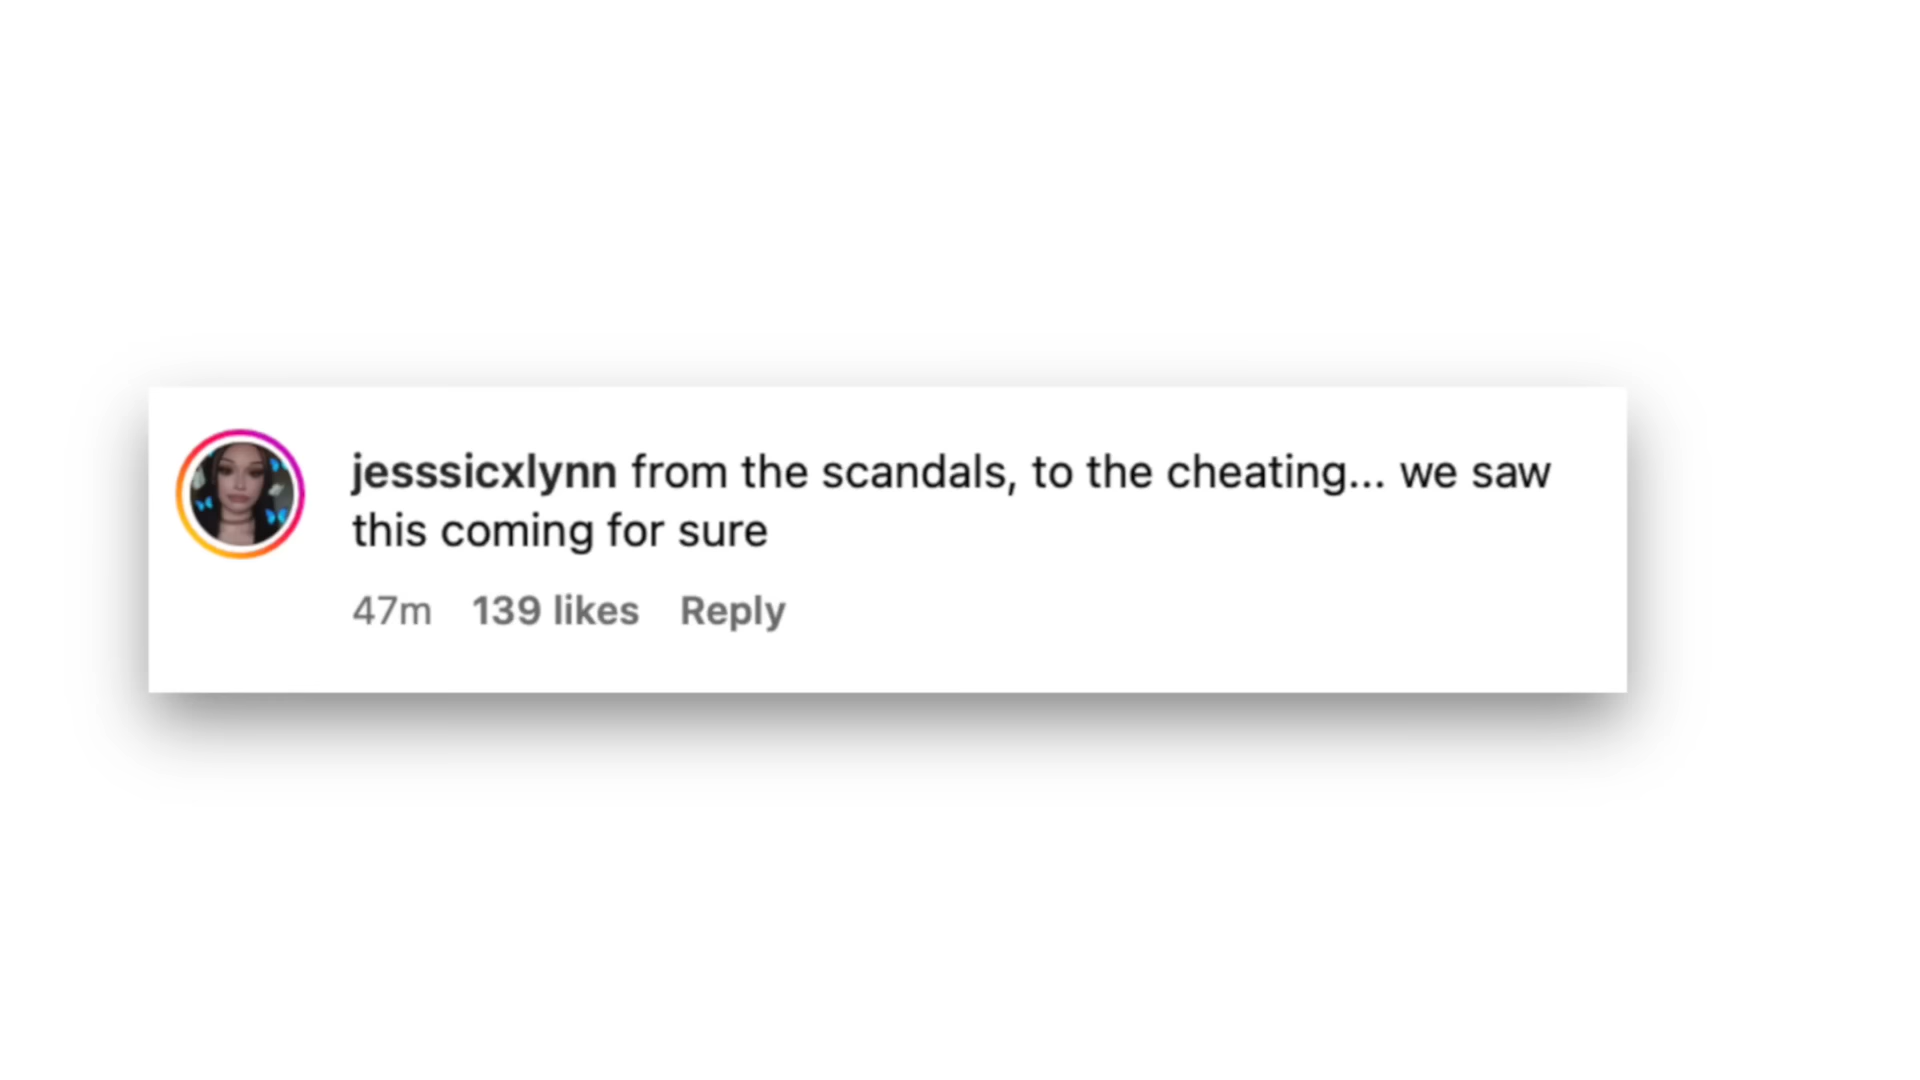 jesssicxlynn from the scandals, to the cheating... we saw
this coming for sure
47m 139 likes Reply